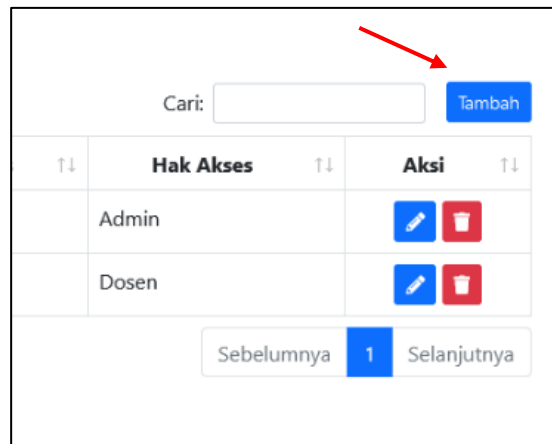 Cari: Tambah
Hak Akses Aksi
Admin
Dosen
Sebelumnya 1 Selanjutnya